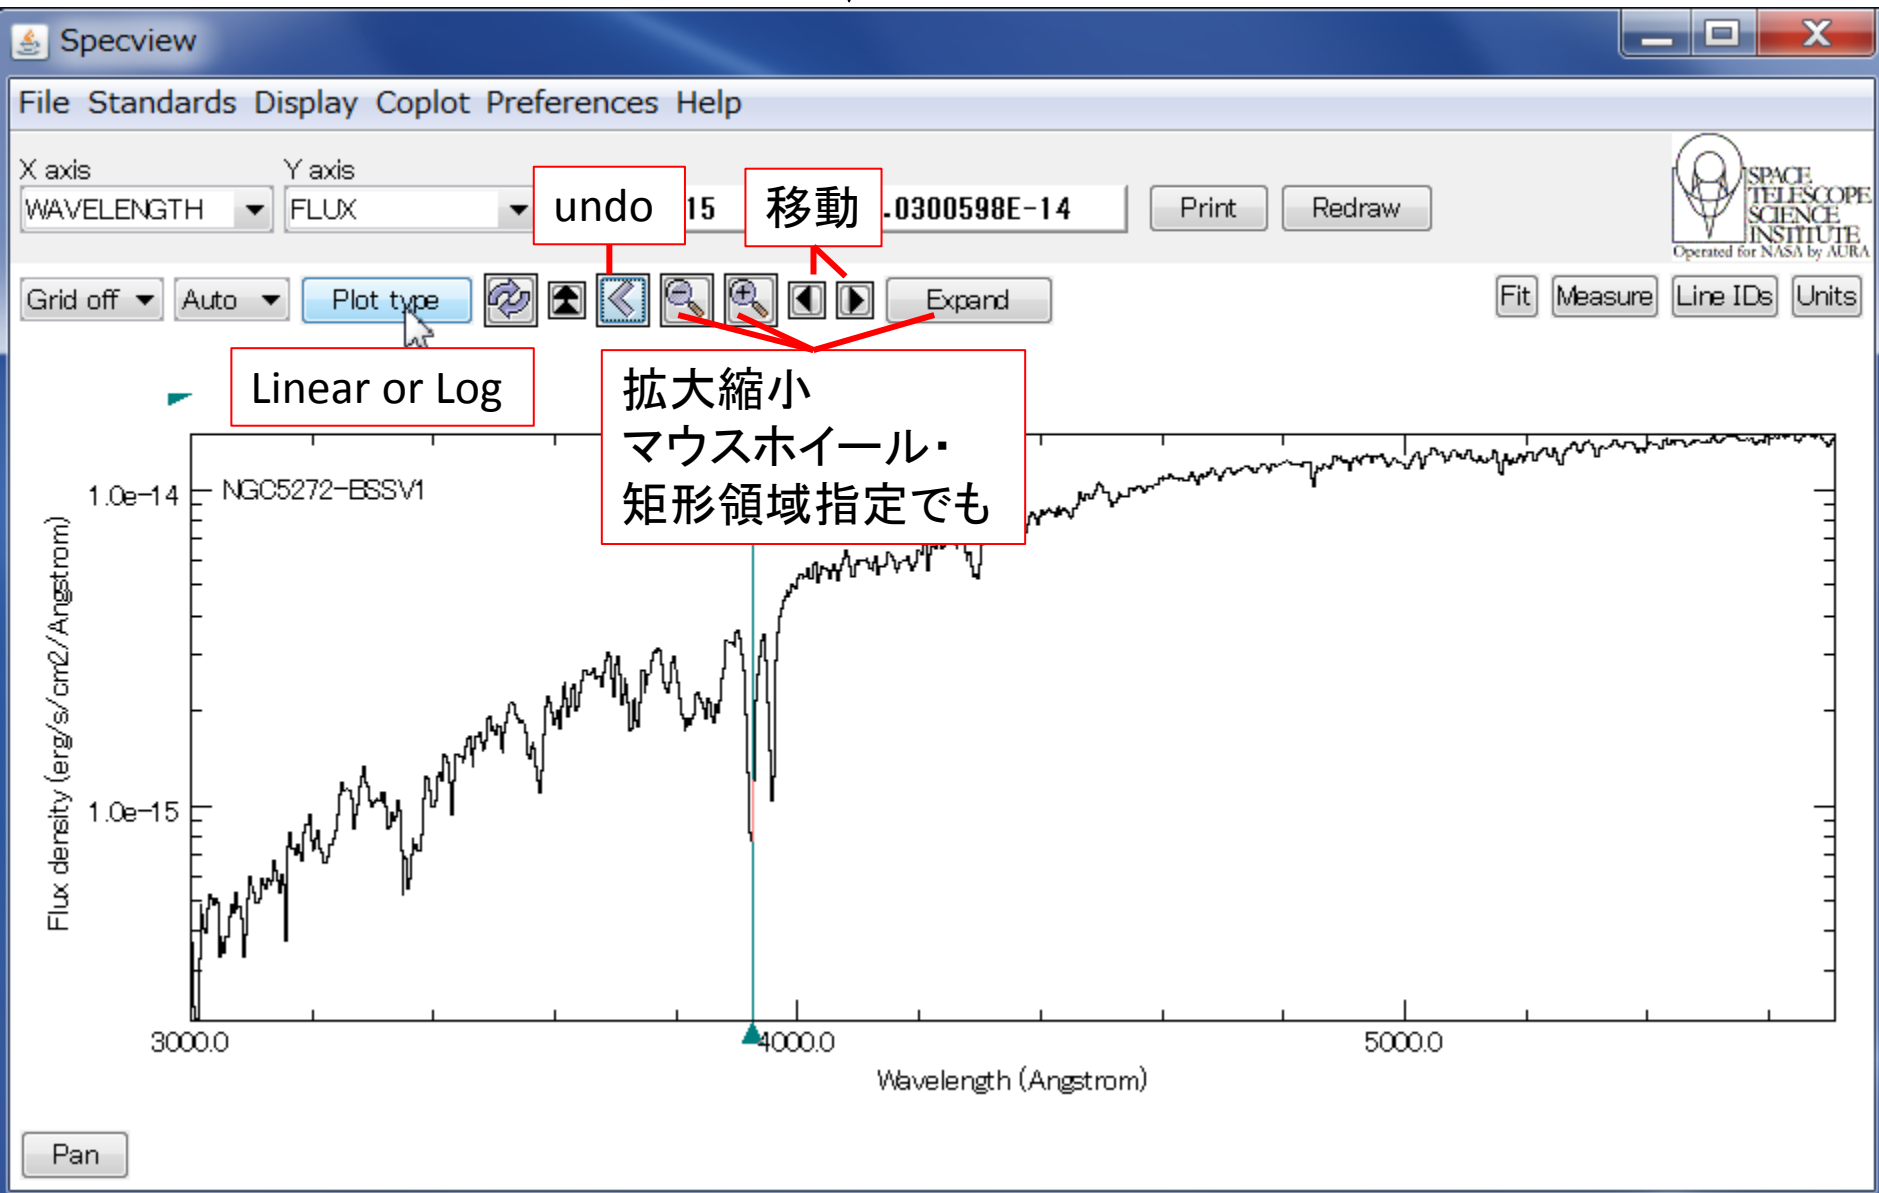 Specview
File Standards Display Coplot Preferences Help
X axis Y axis
WAVELENGTH FLUX undo 15 移動 .0300598E-14 Print Redraw
SPACE
TELESCOPE
SCIENCE
INSTITUTE
Operated for NASA by AURA
Grid off Auto Plot type Expand Fit Measure Line IDs Units
Linear or Log
拡大縮小
マウスホイール・
矩形領域指定でも
NGC5272-BSSV1
1.0e-14
1.0e-15
Flux density (erg/s/cm2/Angstrom)
3000.0 4000.0 5000.0
Wavelength (Angstrom)
Pan